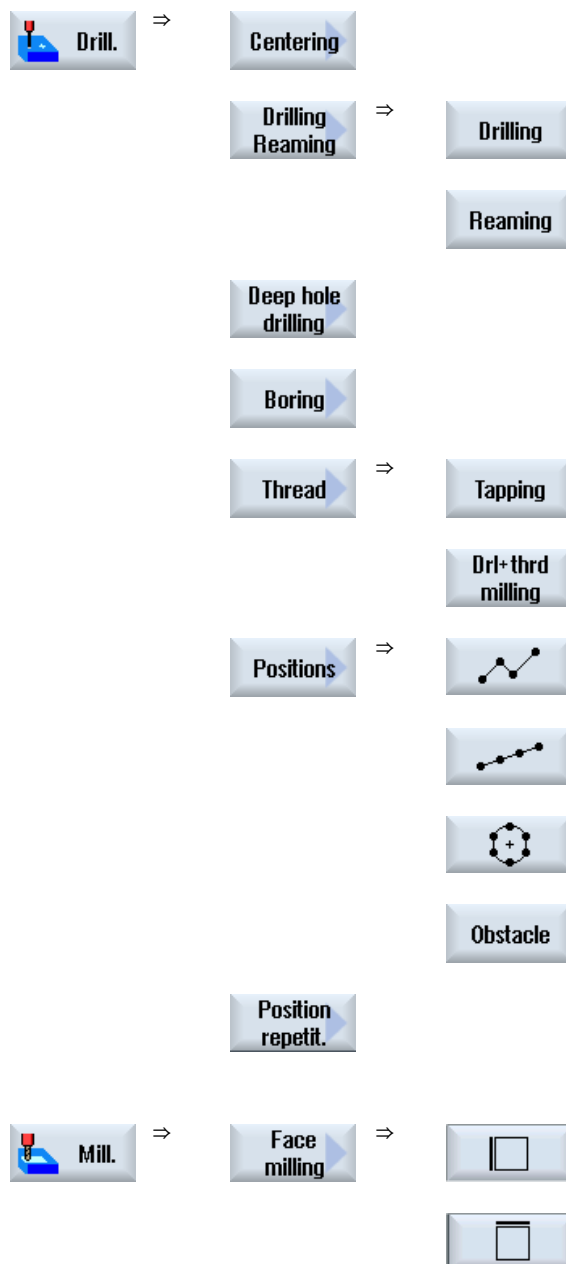 Drill. ⇒ Centering
Drilling
Reaming
⇒ Drilling
Reaming
Deep hole
drilling
Boring
Thread ⇒ Tapping
Drl+thrd
milling
Positions ⇒
Obstacle
Position
repetit.
Mill. ⇒ Face
milling
⇒